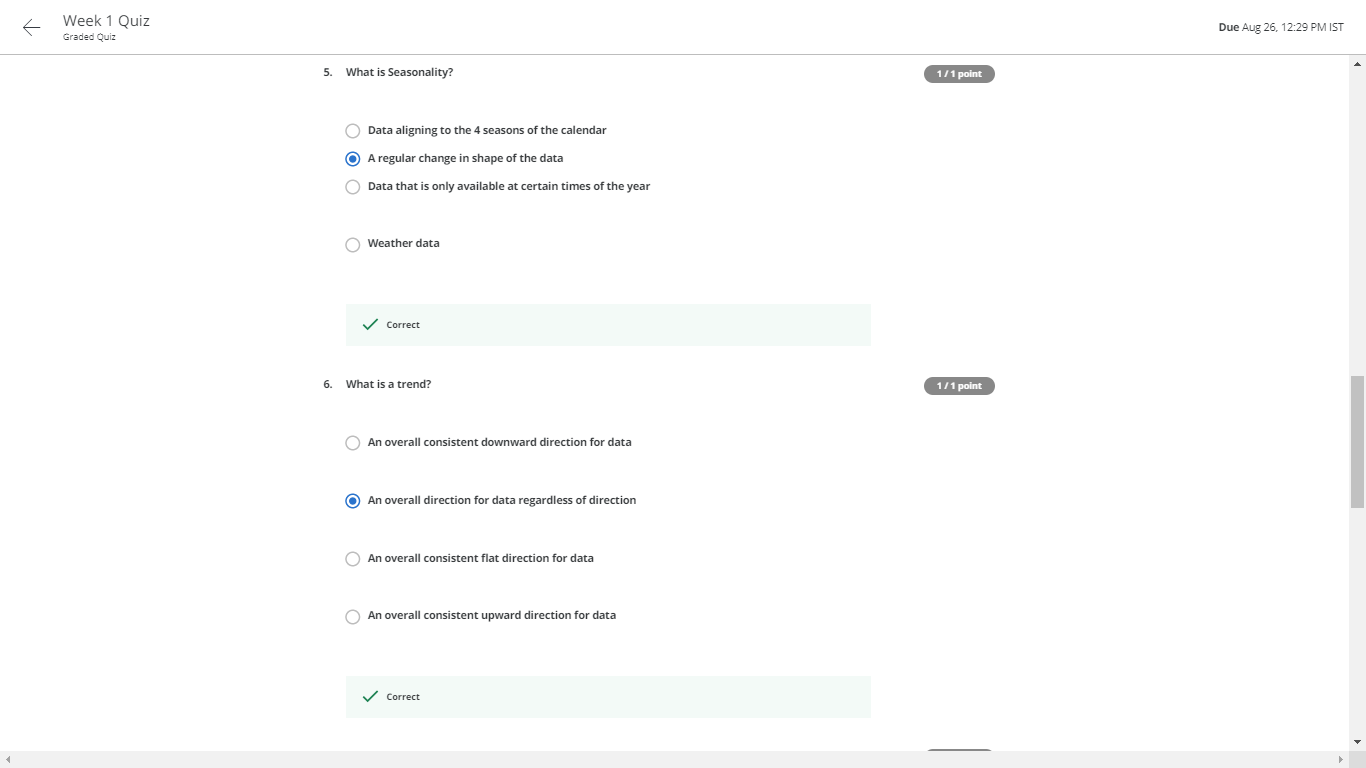 Week 1 Quiz
Graded Quiz
Due Aug 26, 12:29 PM IST
5. What is Seasonality?
1 / 1 point
Data aligning to the 4 seasons of the calendar
A regular change in shape of the data
Data that is only available at certain times of the year
Weather data
Correct
6. What is a trend?
1 / 1 point
An overall consistent downward direction for data
An overall direction for data regardless of direction
An overall consistent flat direction for data
An overall consistent upward direction for data
Correct